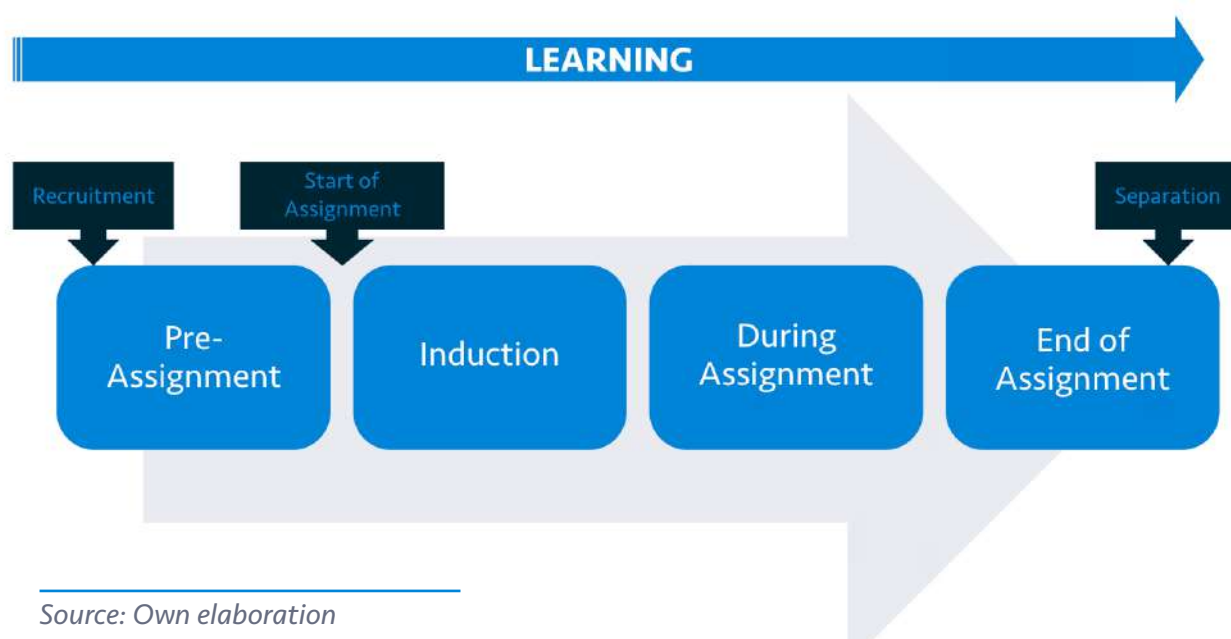 LEARNING
Recruitment
Start of
Assignment
Separation
Pre-
Assignment
Induction
During
Assignment
End of
Assignment
Source: Own elaboration